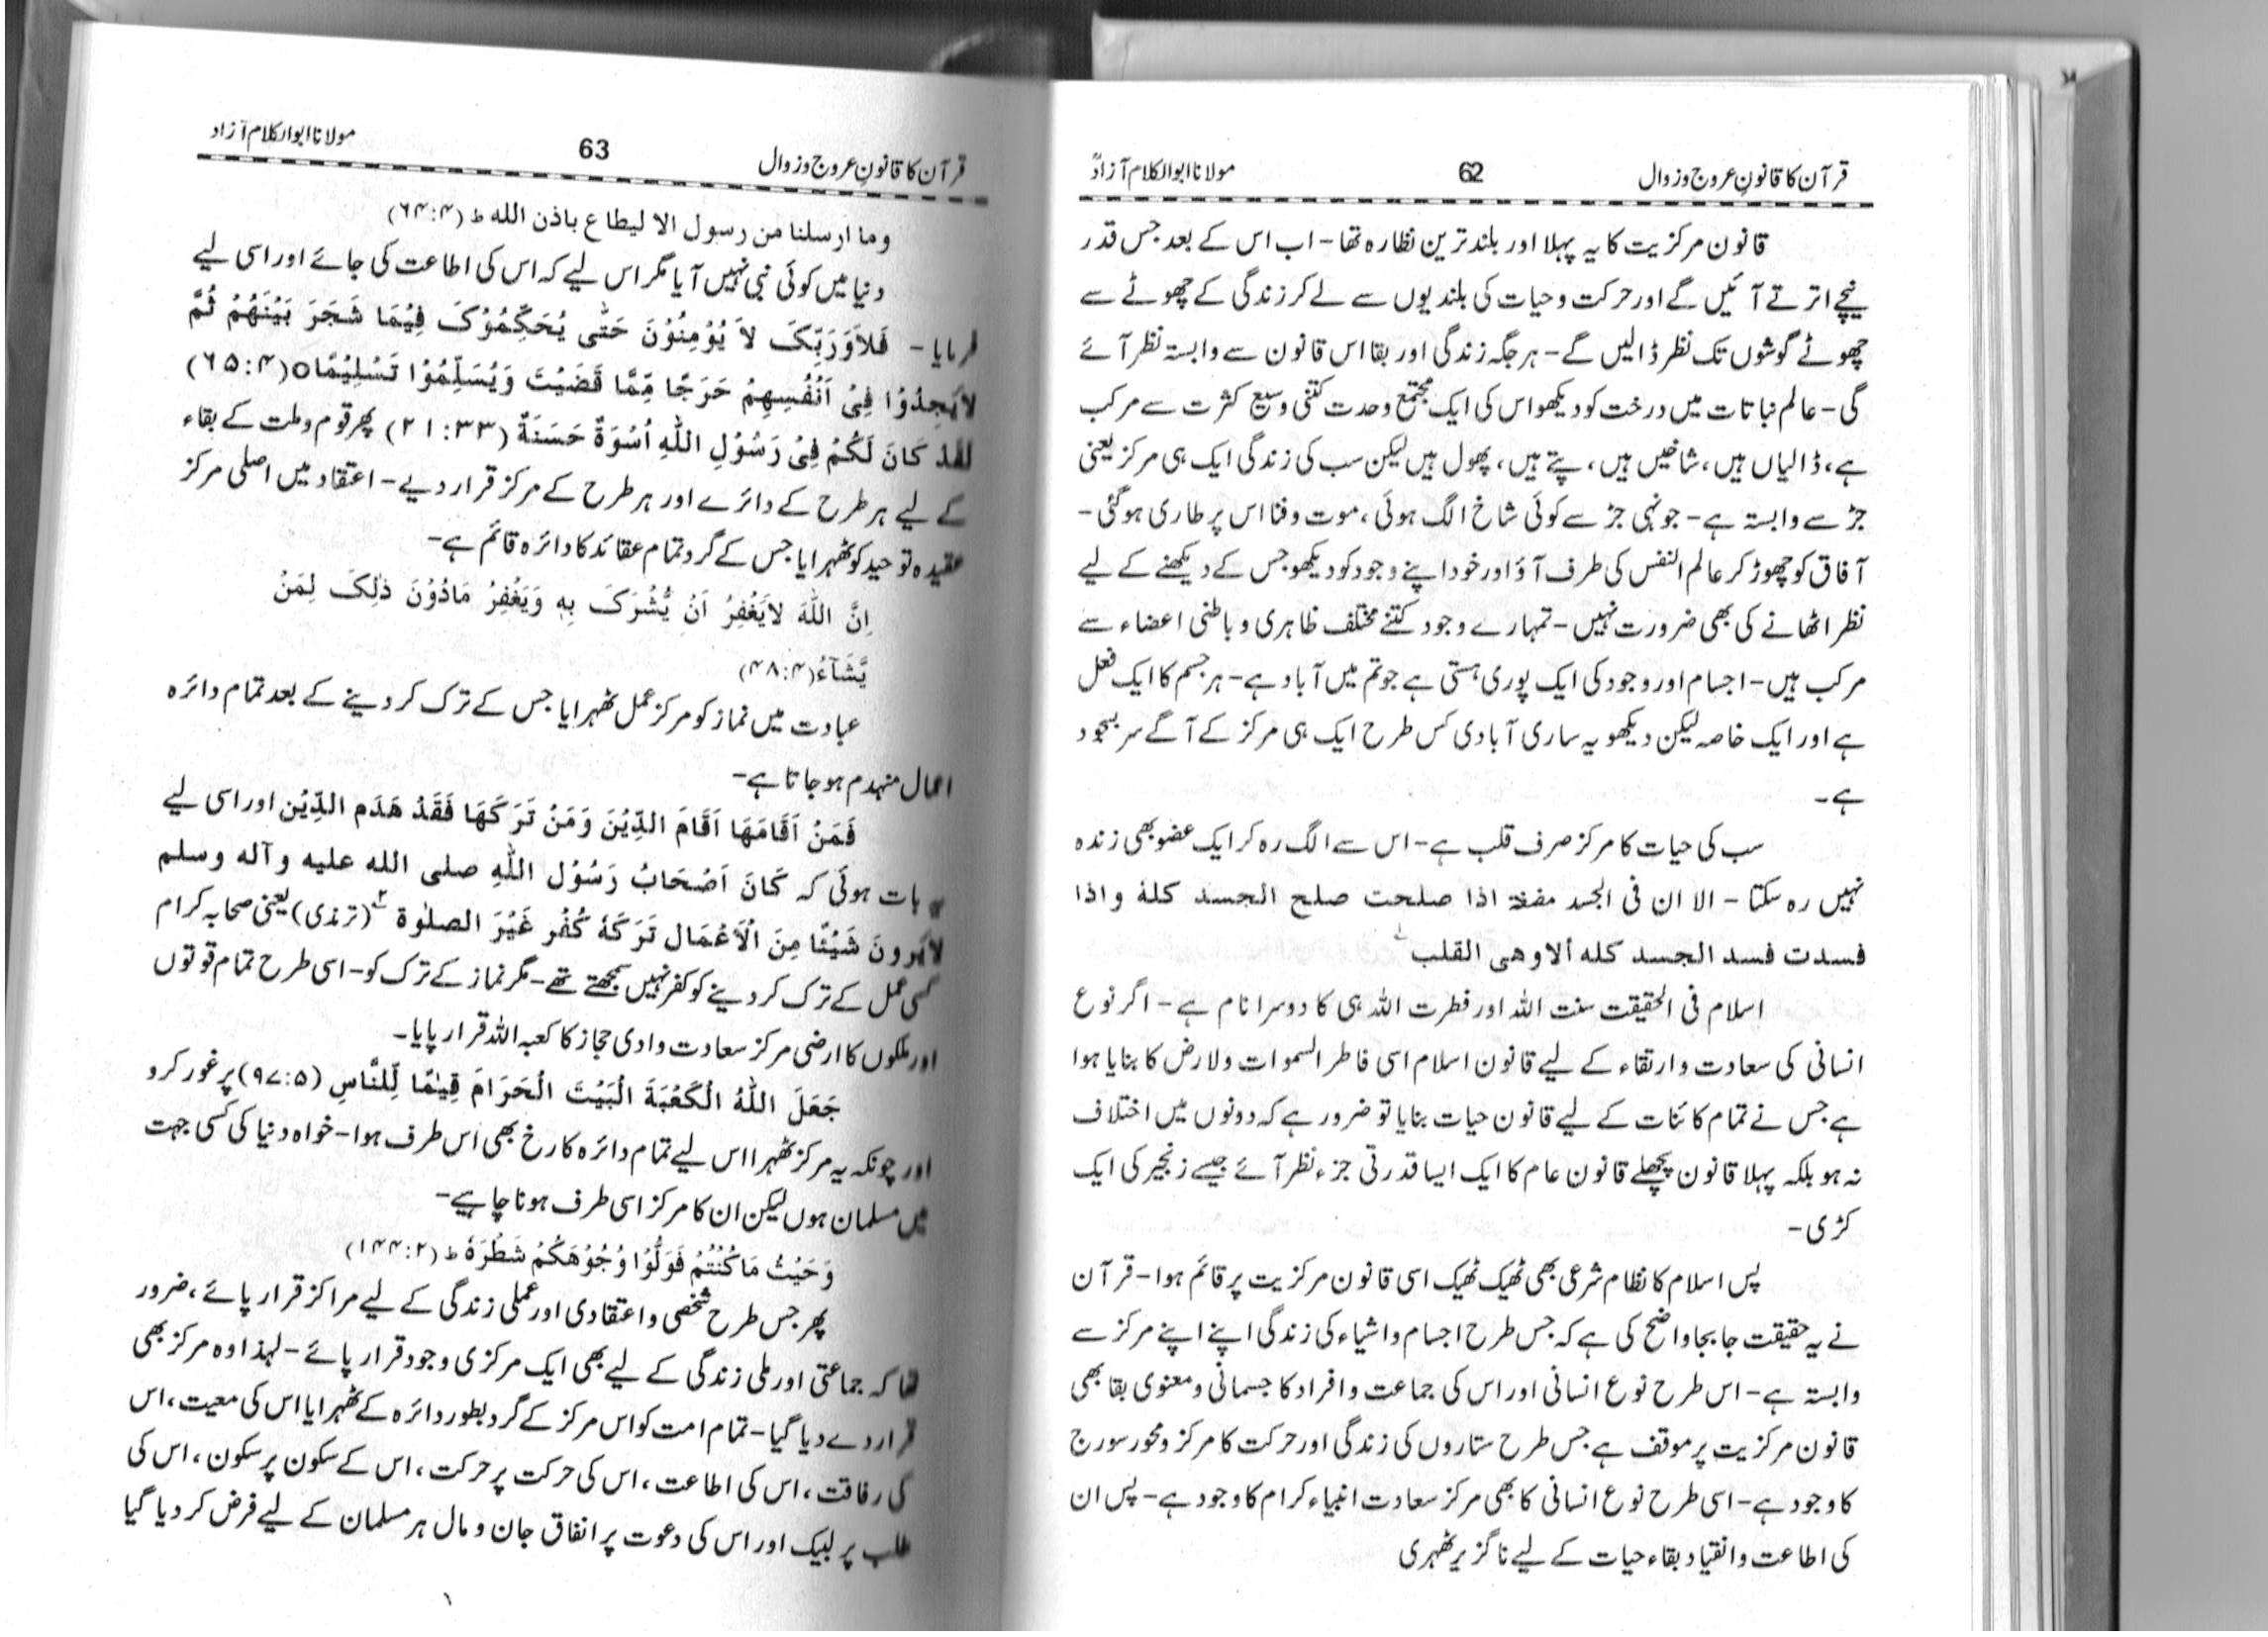 قرآن کا قانونِ عروج و زوال 62 مولانا ابوالکلام آزادؒ
قانون مرکزیت کا یہ پہلا اور بلند ترین نظارہ تھا - اب اس کے بعد جس قدر
نیچے اترتے آئیں گے اور حرکت و حیات کی بلندیوں سے لے کر زندگی کے چھوٹے سے
چھوٹے گوشوں تک نظر ڈالیں گے - ہر جگہ زندگی اور بقا اس قانون سے وابستہ نظر آئے
گی - عالم نباتات میں درخت کو دیکھو اس کی ایک مجتمع وحدت کتنی وسیع کثرت سے مرکب
ہے، ڈالیاں ہیں، شاخیں ہیں، پتے ہیں، پھول ہیں لیکن سب کی زندگی ایک ہی مرکز یعنی
جڑ سے وابستہ ہے - جونہی جڑ سے کوئی شاخ الگ ہوئی، موت و فنا اس پر طاری ہو گئی -
آفاق کو چھوڑ کر عالم النفس کی طرف آؤ اور خود اپنے وجود کو دیکھو جس کے دیکھنے کے لیے
نظر اٹھانے کی بھی ضرورت نہیں - تمہارے وجود کتنے مختلف ظاہری و باطنی اعضاء سے
مرکب ہیں - اجسام اور وجود کی ایک پوری ہستی ہے جو تم میں آباد ہے - ہر جسم کا ایک فعل
ہے اور ایک خاصہ لیکن دیکھو یہ ساری آبادی کس طرح ایک ہی مرکز کے آگے سر بسجود
ہے۔
سب کی حیات کا مرکز صرف قلب ہے - اس سے الگ رہ کر ایک عضو بھی زندہ
نہیں رہ سکتا - الا ان فی الجسد مضغۃ اذا صلحت صلح الجسد کلہٗ و اذا
فسدت فسد الجسد کلہ ألا وھی القلب ۱؎
اسلام فی الحقیقت سنت اللہ اور فطرت اللہ ہی کا دوسرا نام ہے - اگر نوع
انسانی کی سعادت و ارتقاء کے لیے قانون اسلام اسی فاطر السموات ولارض کا بنایا ہوا
ہے جس نے تمام کائنات کے لیے قانون حیات بنایا تو ضرور ہے کہ دونوں میں اختلاف
نہ ہو بلکہ پہلا قانون پچھلے قانون عام کا ایک ایسا قدرتی جزء نظر آئے جیسے زنجیر کی ایک
کڑی -
پس اسلام کا نظام شرعی بھی ٹھیک ٹھیک اسی قانون مرکزیت پر قائم ہوا - قرآن
نے یہ حقیقت جابجا واضح کی ہے کہ جس طرح اجسام و اشیاء کی زندگی اپنے اپنے مرکز سے
وابستہ ہے - اس طرح نوع انسانی اور اس کی جماعت و افراد کا جسمانی و معنوی بقا بھی
قانون مرکزیت پر موقف ہے جس طرح ستاروں کی زندگی اور حرکت کا مرکز و محور سورج
کا وجود ہے - اسی طرح نوع انسانی کا بھی مرکز سعادت انبیاء کرام کا وجود ہے - پس ان
کی اطاعت و انقیاد بقاء حیات کے لیے ناگزیر ٹھہری
قرآن کا قانونِ عروج و زوال 63 مولانا ابوالکلام آزاد
وما ارسلنا من رسول الا لیطاع باذن اللہ ط (۶۴:۴)
دنیا میں کوئی نبی نہیں آیا مگر اس لیے کہ اس کی اطاعت کی جائے اور اسی لیے
فرمایا - فَلاَوَرَبِّکَ لاَ یُؤْمِنُوْنَ حَتّٰی یُحَکِّمُوْکَ فِیْمَا شَجَرَ بَیْنَھُمْ ثُمَّ
لاَیَجِدُوْا فِیْ اَنْفُسِھِمْ حَرَجًا مِّمَّا قَضَیْتَ وَیُسَلِّمُوْا تَسْلِیْمًا○ (۶۵:۴)
لقَدْ کَانَ لَکُمْ فِیْ رَسُوْلِ اللّٰہِ اُسْوَۃٌ حَسَنَۃٌ (۲۱:۳۳) پھر قوم و ملت کے بقاء
کے لیے ہر طرح کے دائرے اور ہر طرح کے مرکز قرار دیے - اعتقاد میں اصلی مرکز
عقیدہ توحید کو ٹھہرایا جس کے گرد تمام عقائد کا دائرہ قائم ہے -
اِنَّ اللّٰہَ لاَیَغْفِرُ اَنْ یُّشْرَکَ بِہٖ وَیَغْفِرُ مَادُوْنَ ذٰلِکَ لِمَنْ
یَّشَآءُ (۴۸:۴)
عبادت میں نماز کو مرکز عمل ٹھہرایا جس کے ترک کر دینے کے بعد تمام دائرہ
اعمال منہدم ہو جاتا ہے -
فَمَنْ اَقَامَھَا اَقَامَ الدِّیْنَ وَمَنْ تَرَکَھَا فَقَدْ ھَدَمِ الدِّیْن اور اسی لیے
یہ بات ہوئی کہ کَانَ اَصْحَابُ رَسُوْلِ اللّٰہِ صلی اللہ علیہ وآلہ وسلم
لاَیَرونَ شَیْئًا مِنَ الْاَعْمَال تَرَکَہٗ کُفْر غَیْرَ الصلٰوۃ ۲؎ (ترمذی) یعنی صحابہ کرام
کسی عمل کے ترک کر دینے کو کفر نہیں سمجھتے تھے - مگر نماز کے ترک کو - اسی طرح تمام قوتوں
اور ملکوں کا ارضی مرکز سعادت وادی حجاز کا کعبہ اللہ قرار پایا۔
جَعَلَ اللّٰہُ الْکَعْبَۃَ الْبَیْتَ الْحَرَامَ قِیٰمًا لِّلنَّاسِ (۹۷:۵) پر غور کرو
اور چونکہ یہ مرکز ٹھہرا اس لیے تمام دائرہ کا رخ بھی اس طرف ہوا - خواہ دنیا کی کسی جہت
میں مسلمان ہوں لیکن ان کا مرکز اسی طرف ہونا چاہیے -
وَحَیْثُ مَاکُنْتُمْ فَوَلُّوْا وُجُوْھَکُمْ شَطْرَہٗ ط (۱۴۴:۲)
پھر جس طرح شخصی و اعتقادی اور عملی زندگی کے لیے مراکز قرار پائے، ضرور
تھا کہ جماعتی اور ملی زندگی کے لیے بھی ایک مرکزی وجود قرار پائے - لہذا وہ مرکز بھی
قرار دے دیا گیا - تمام امت کو اس مرکز کے گرد بطور دائرہ کے ٹھہرایا اس کی معیت، اس
کی رفاقت، اس کی اطاعت، اس کی حرکت پر حرکت، اس کے سکون پر سکون، اس کی
طلب پر لبیک اور اس کی دعوت پر انفاق جان و مال ہر مسلمان کے لیے فرض کر دیا گیا